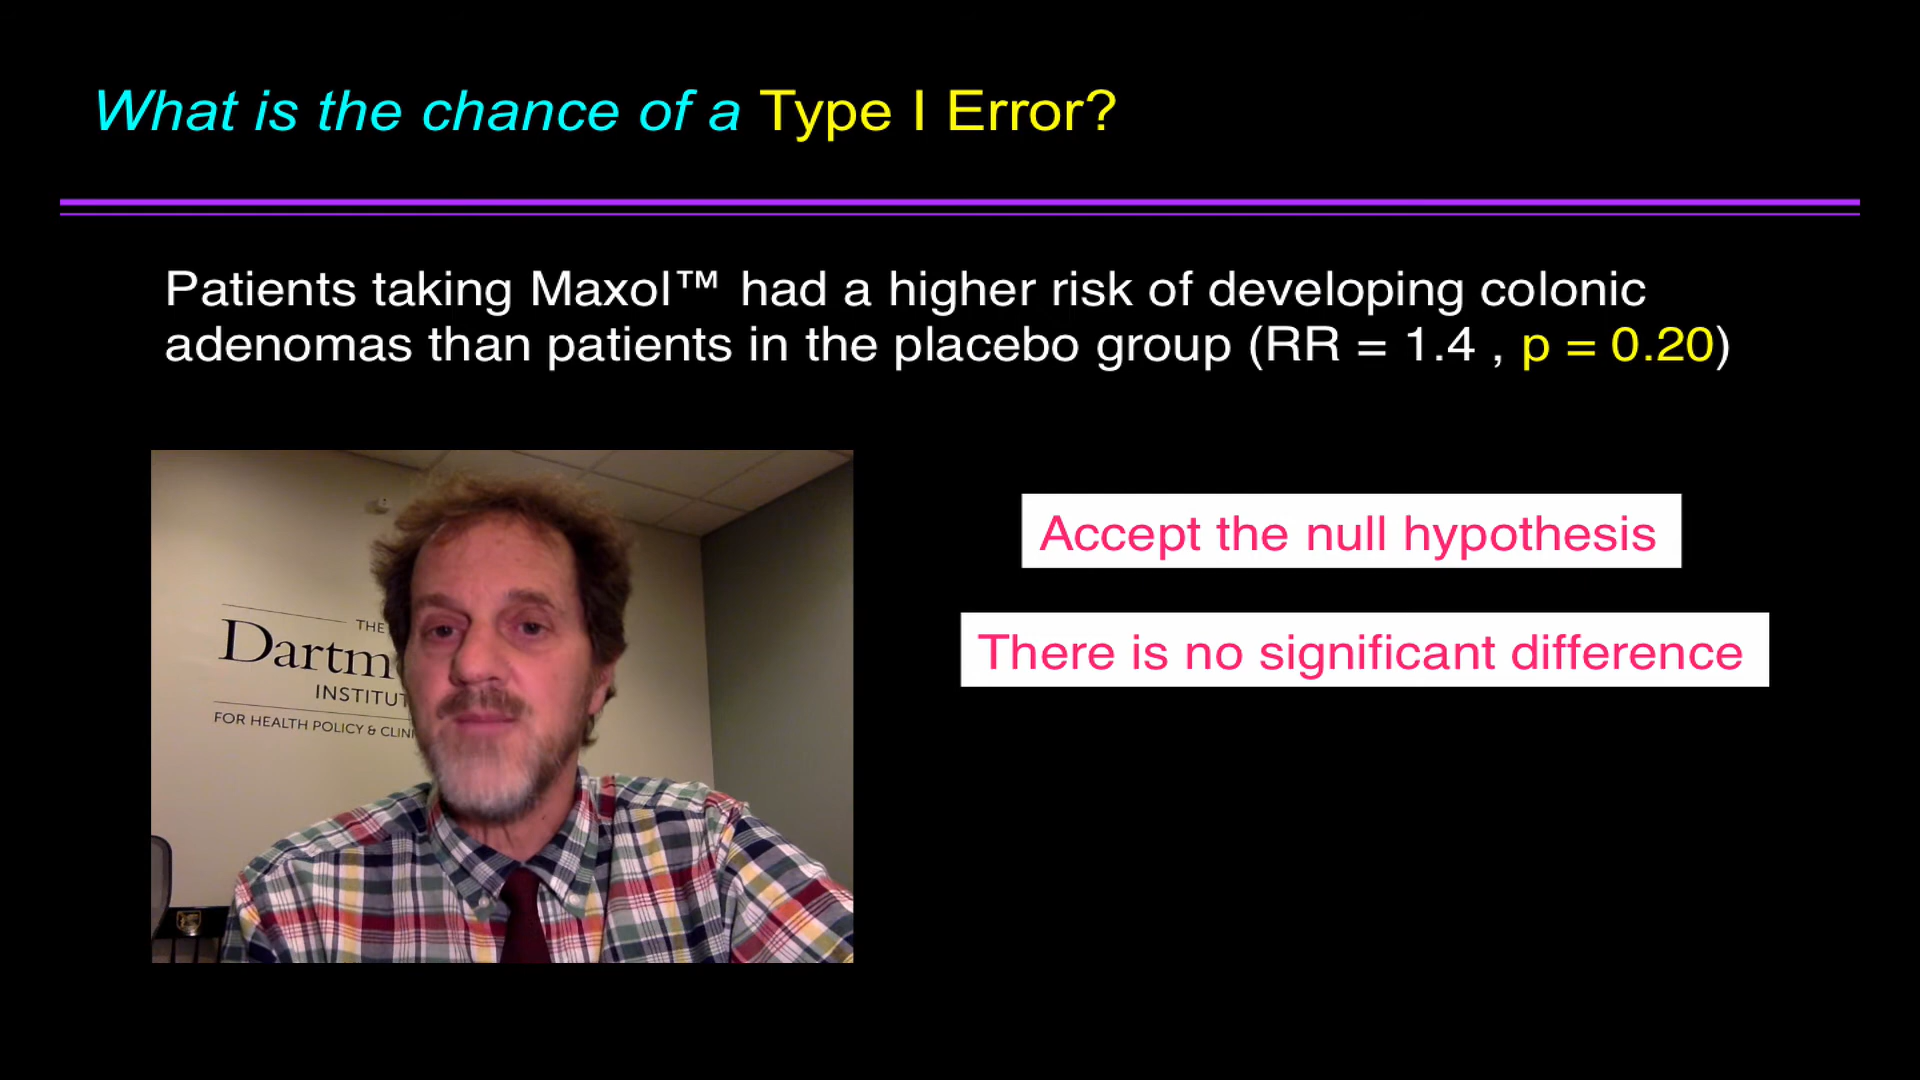 What is the chance of a Type I Error?
Patients taking Maxol™ had a higher risk of developing colonic
adenomas than patients in the placebo group (RR = 1.4 , p = 0.20)
Accept the null hypothesis
There is no significant difference
THE
Dartm
INSTITUT
FOR HEALTH POLICY & CLINI